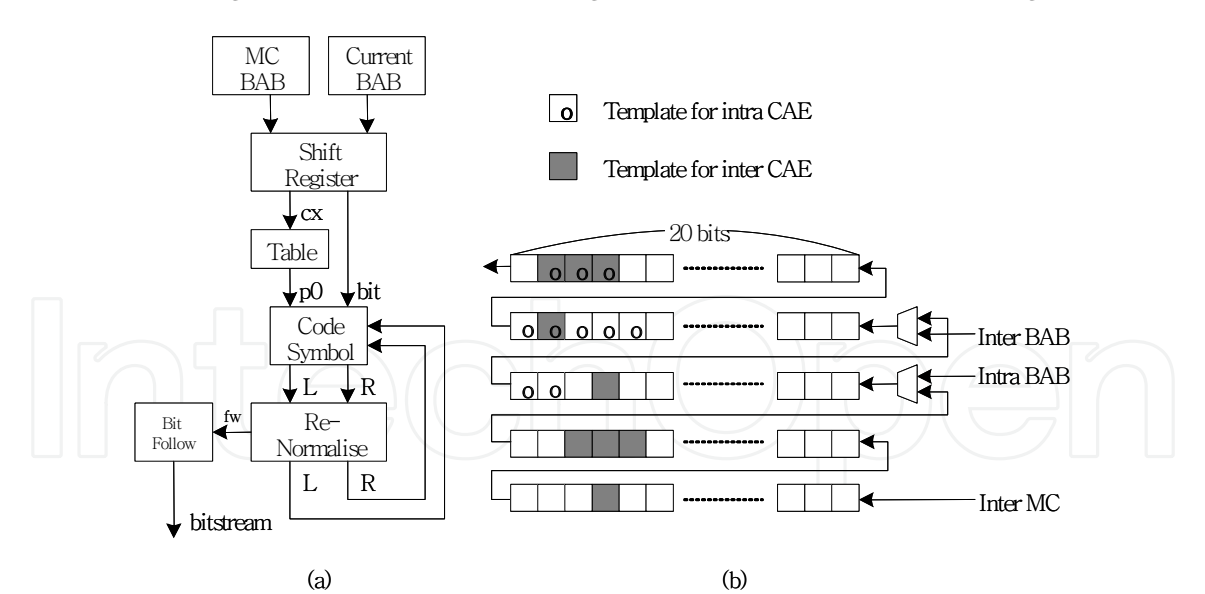 MC
BAB
Current
BAB
Shift
Register
cx
Table
p0
bit
Code
Symbol
L
R
Re-
Normalise
fw
Bit
Follow
L
R
bitstream
(a)
o Template for intra CAE
Template for inter CAE
20 bits
o o o
o o o o o
Inter BAB
o o
Intra BAB
Inter MC
(b)
IntechOpen